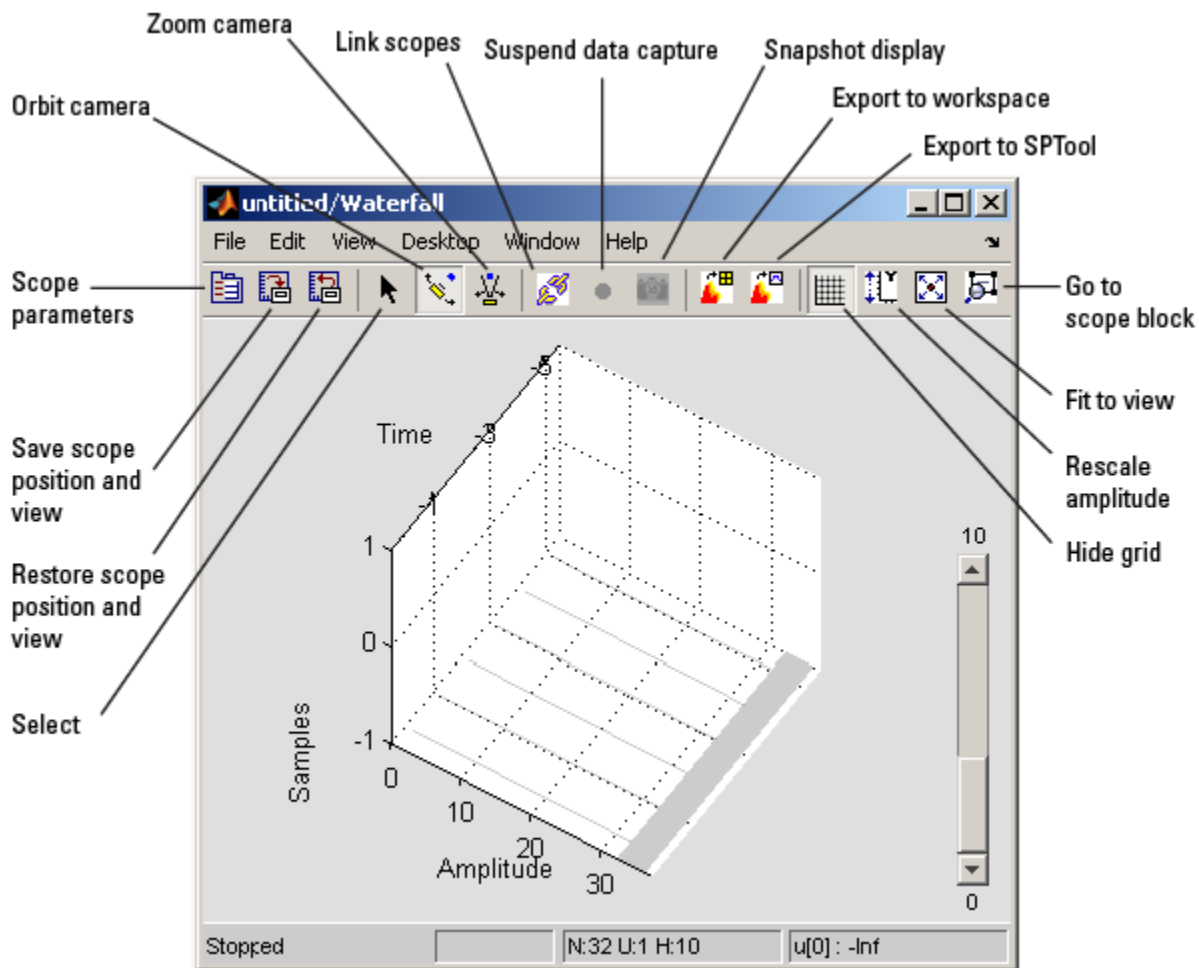 Zoom camera
Link scopes
Suspend data capture
Snapshot display
Orbit camera
Export to workspace
Export to SPTool
untitled/Waterfall
File Edit View Desktop Window Help
Scope
parameters
Go to
scope block
Save scope
position and
view
Restore scope
position and
view
Select
Fit to view
Rescale
amplitude
Hide grid
-5
Time
-3
-1
1
0
-1
Samples
0
10
20
30
Amplitude
10
0
Stopped
N:32 U:1 H:10
u[0] : -Inf